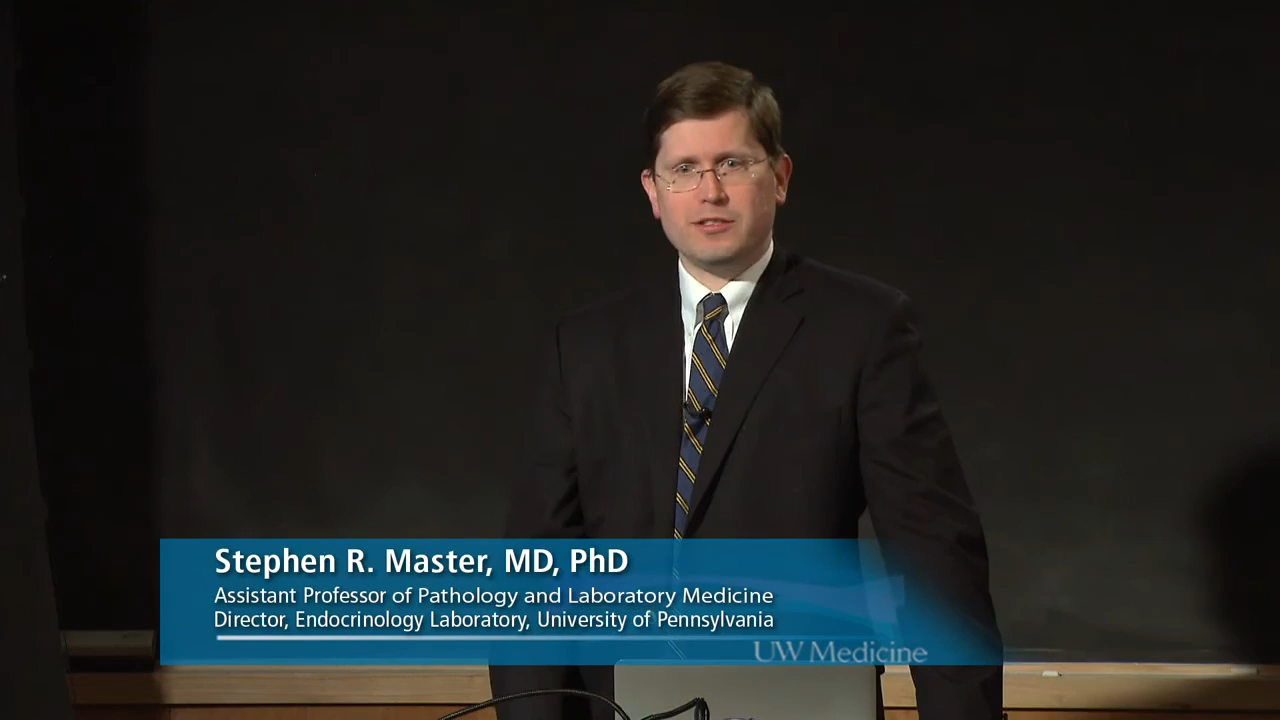 Stephen R. Master, MD, PhD
Assistant Professor of Pathology and Laboratory Medicine
Director, Endocrinology Laboratory, University of Pennsylvania
UW Medicine